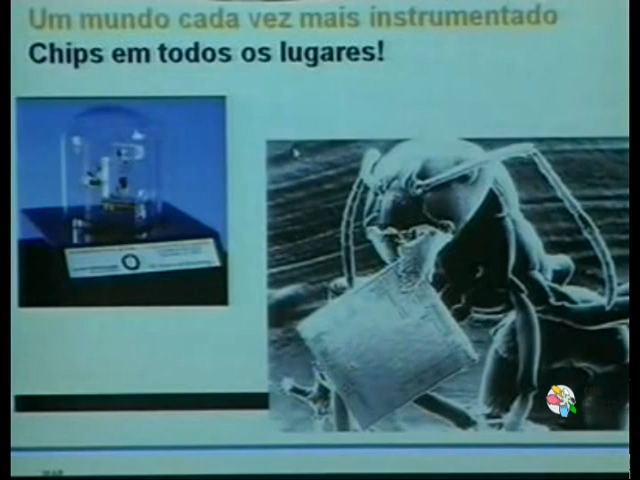 Um mundo cada vez mais instrumentado
Chips em todos os lugares!